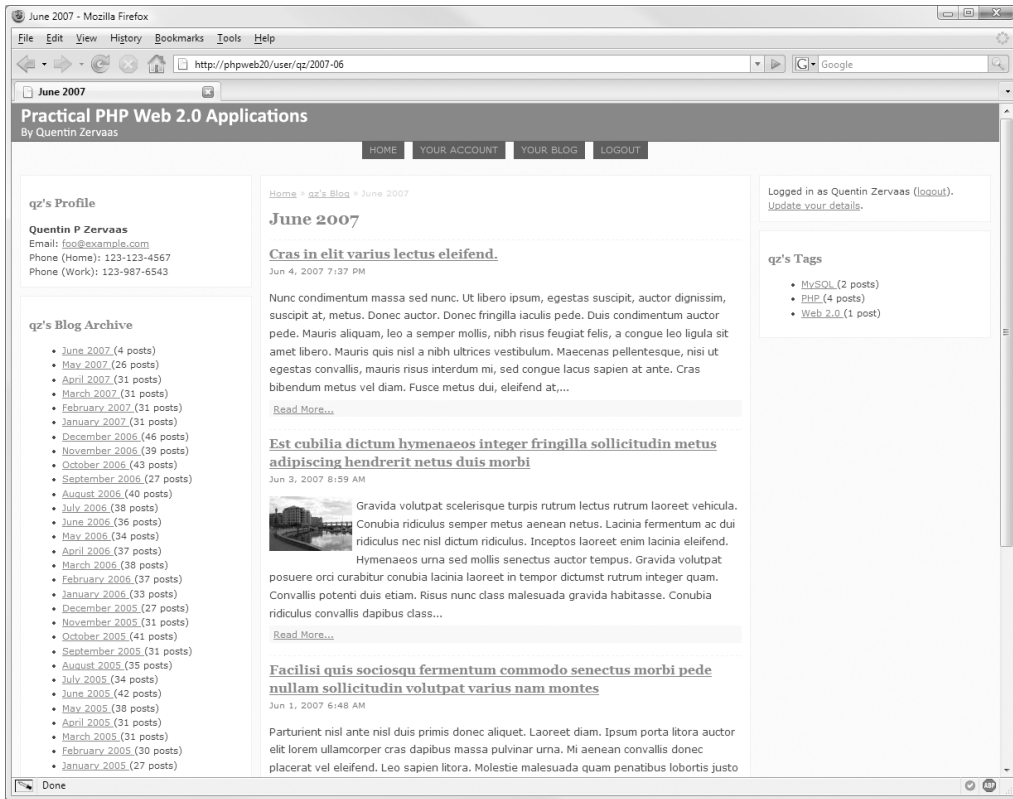 June 2007 - Mozilla Firefox
File Edit View History Bookmarks Tools Help
http://phpweb20/user/qz/2007-06
G Google
June 2007
Practical PHP Web 2.0 Applications
By Quentin Zervaas
HOME YOUR ACCOUNT YOUR BLOG LOGOUT
qz's Profile
Quentin P Zervaas
Email: foo@example.com
Phone (Home): 123-123-4567
Phone (Work): 123-987-6543
qz's Blog Archive
• June 2007 (4 posts)
• May 2007 (26 posts)
• April 2007 (31 posts)
• March 2007 (31 posts)
• February 2007 (31 posts)
• January 2007 (31 posts)
• December 2006 (46 posts)
• November 2006 (39 posts)
• October 2006 (43 posts)
• September 2006 (27 posts)
• August 2006 (40 posts)
• July 2006 (38 posts)
• June 2006 (36 posts)
• May 2006 (34 posts)
• April 2006 (37 posts)
• March 2006 (38 posts)
• February 2006 (37 posts)
• January 2006 (33 posts)
• December 2005 (27 posts)
• November 2005 (31 posts)
• October 2005 (41 posts)
• September 2005 (31 posts)
• August 2005 (35 posts)
• July 2005 (34 posts)
• June 2005 (42 posts)
• May 2005 (38 posts)
• April 2005 (31 posts)
• March 2005 (31 posts)
• February 2005 (30 posts)
• January 2005 (27 posts)
Home » qz's Blog » June 2007
June 2007
Cras in elit varius lectus eleifend.
Jun 4, 2007 7:37 PM
Nunc condimentum massa sed nunc. Ut libero ipsum, egestas suscipit, auctor dignissim,
suscipit at, metus. Donec auctor. Donec fringilla iaculis pede. Duis condimentum auctor
pede. Mauris aliquam, leo a semper mollis, nibh risus feugiat felis, a congue leo ligula sit
amet libero. Mauris quis nisl a nibh ultrices vestibulum. Maecenas pellentesque, nisi ut
egestas convallis, mauris risus interdum mi, sed congue lacus sapien at ante. Cras
bibendum metus vel diam. Fusce metus dui, eleifend at,...
Read More...
Est cubilia dictum hymenaeos integer fringilla sollicitudin metus
adipiscing hendrerit netus duis morbi
Jun 3, 2007 8:59 AM
Gravida volutpat scelerisque turpis rutrum lectus rutrum laoreet vehicula.
Conubia ridiculus semper metus aenean netus. Lacinia fermentum ac dui
ridiculus nec nisl dictum ridiculus. Inceptos laoreet enim lacinia eleifend.
Hymenaeos urna sed mollis senectus auctor tempus. Gravida volutpat
posuere orci curabitur conubia lacinia laoreet in tempor dictumst rutrum integer quam.
Convallis potenti duis etiam. Risus nunc class malesuada gravida habitasse. Conubia
ridiculus convallis dapibus class...
Read More...
Facilisi quis sociosqu fermentum commodo senectus morbi pede
nullam sollicitudin volutpat varius nam montes
Jun 1, 2007 6:48 AM
Parturient nisl ante nisl duis primis donec aliquet. Laoreet diam. Ipsum porta litora auctor
elit lorem ullamcorper cras dapibus massa pulvinar urna. Mi aenean convallis donec
placerat vel eleifend. Leo sapien litora. Molestie malesuada quam penatibus lobortis justo
Logged in as Quentin Zervaas (logout).
Update your details.
qz's Tags
• MySQL (2 posts)
• PHP (4 posts)
• Web 2.0 (1 post)
Done
ABP